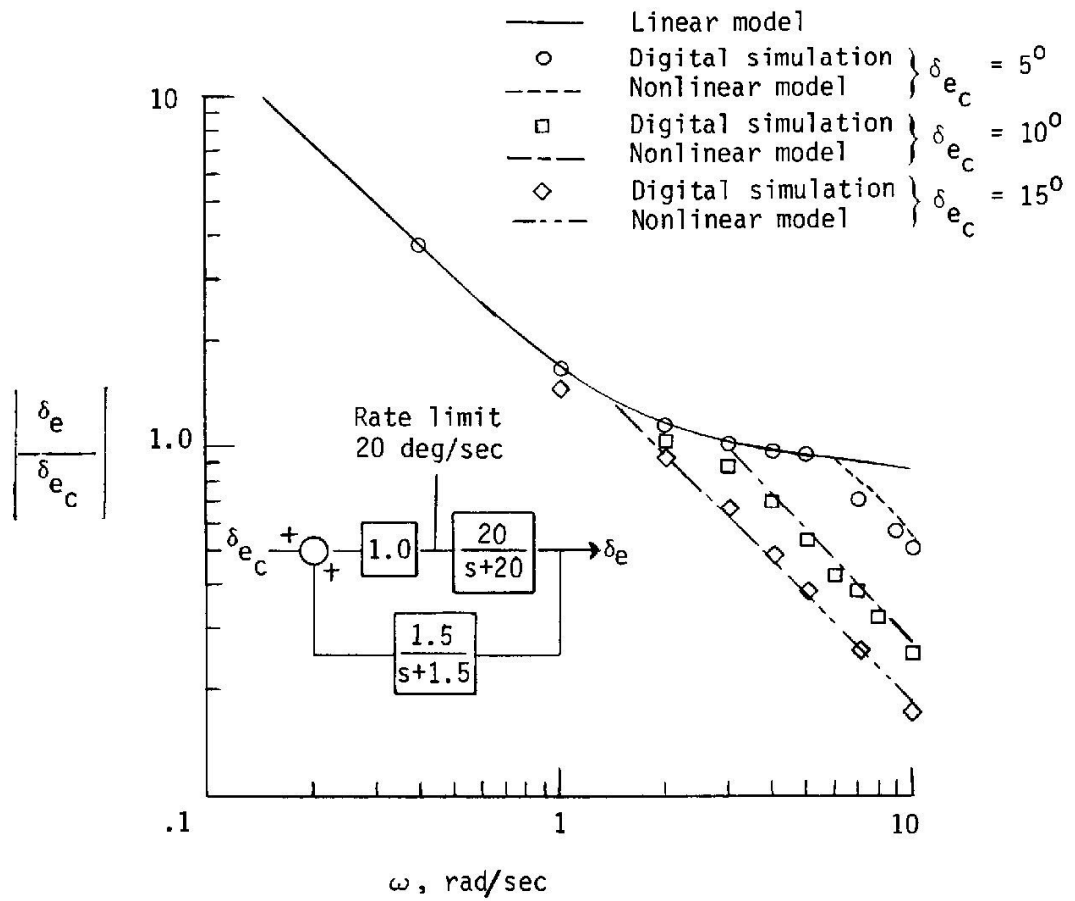 Linear model
Digital simulation
Nonlinear model
} δec = 5°
Digital simulation
Nonlinear model
} δec = 10°
Digital simulation
Nonlinear model
} δec = 15°
10
1.0
| δe / δec |
Rate limit
20 deg/sec
δec
+
+
1.0
20
s+20
δe
1.5
s+1.5
.1
1
10
ω, rad/sec